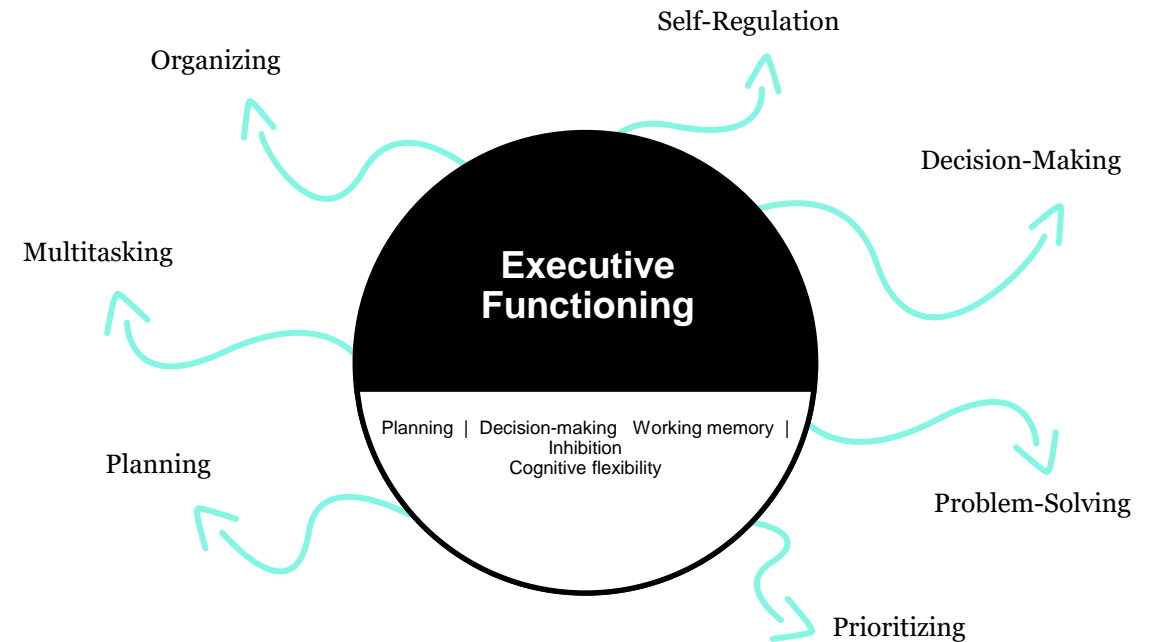 Self-Regulation
Organizing
Decision-Making
Multitasking
Executive
Functioning
Planning | Decision-making Working memory |
Inhibition
Cognitive flexibility
Planning
Problem-Solving
Prioritizing